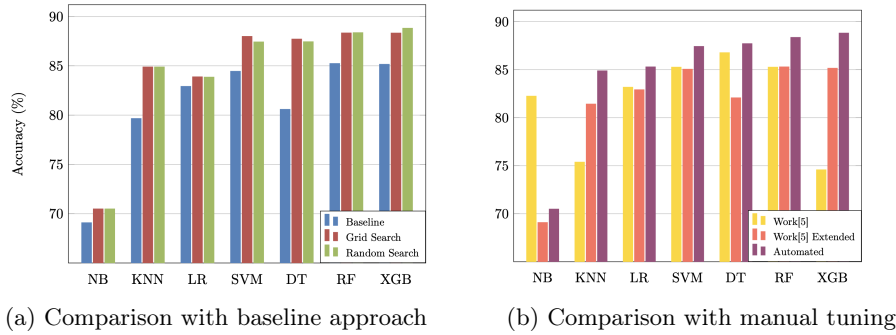 90
85
80
75
70
Accuracy (%)
Baseline
Grid Search
Random Search
NB KNN LR SVM DT RF XGB
(a) Comparison with baseline approach
90
85
80
75
70
Work[5]
Work[5] Extended
Automated
NB KNN LR SVM DT RF XGB
(b) Comparison with manual tuning